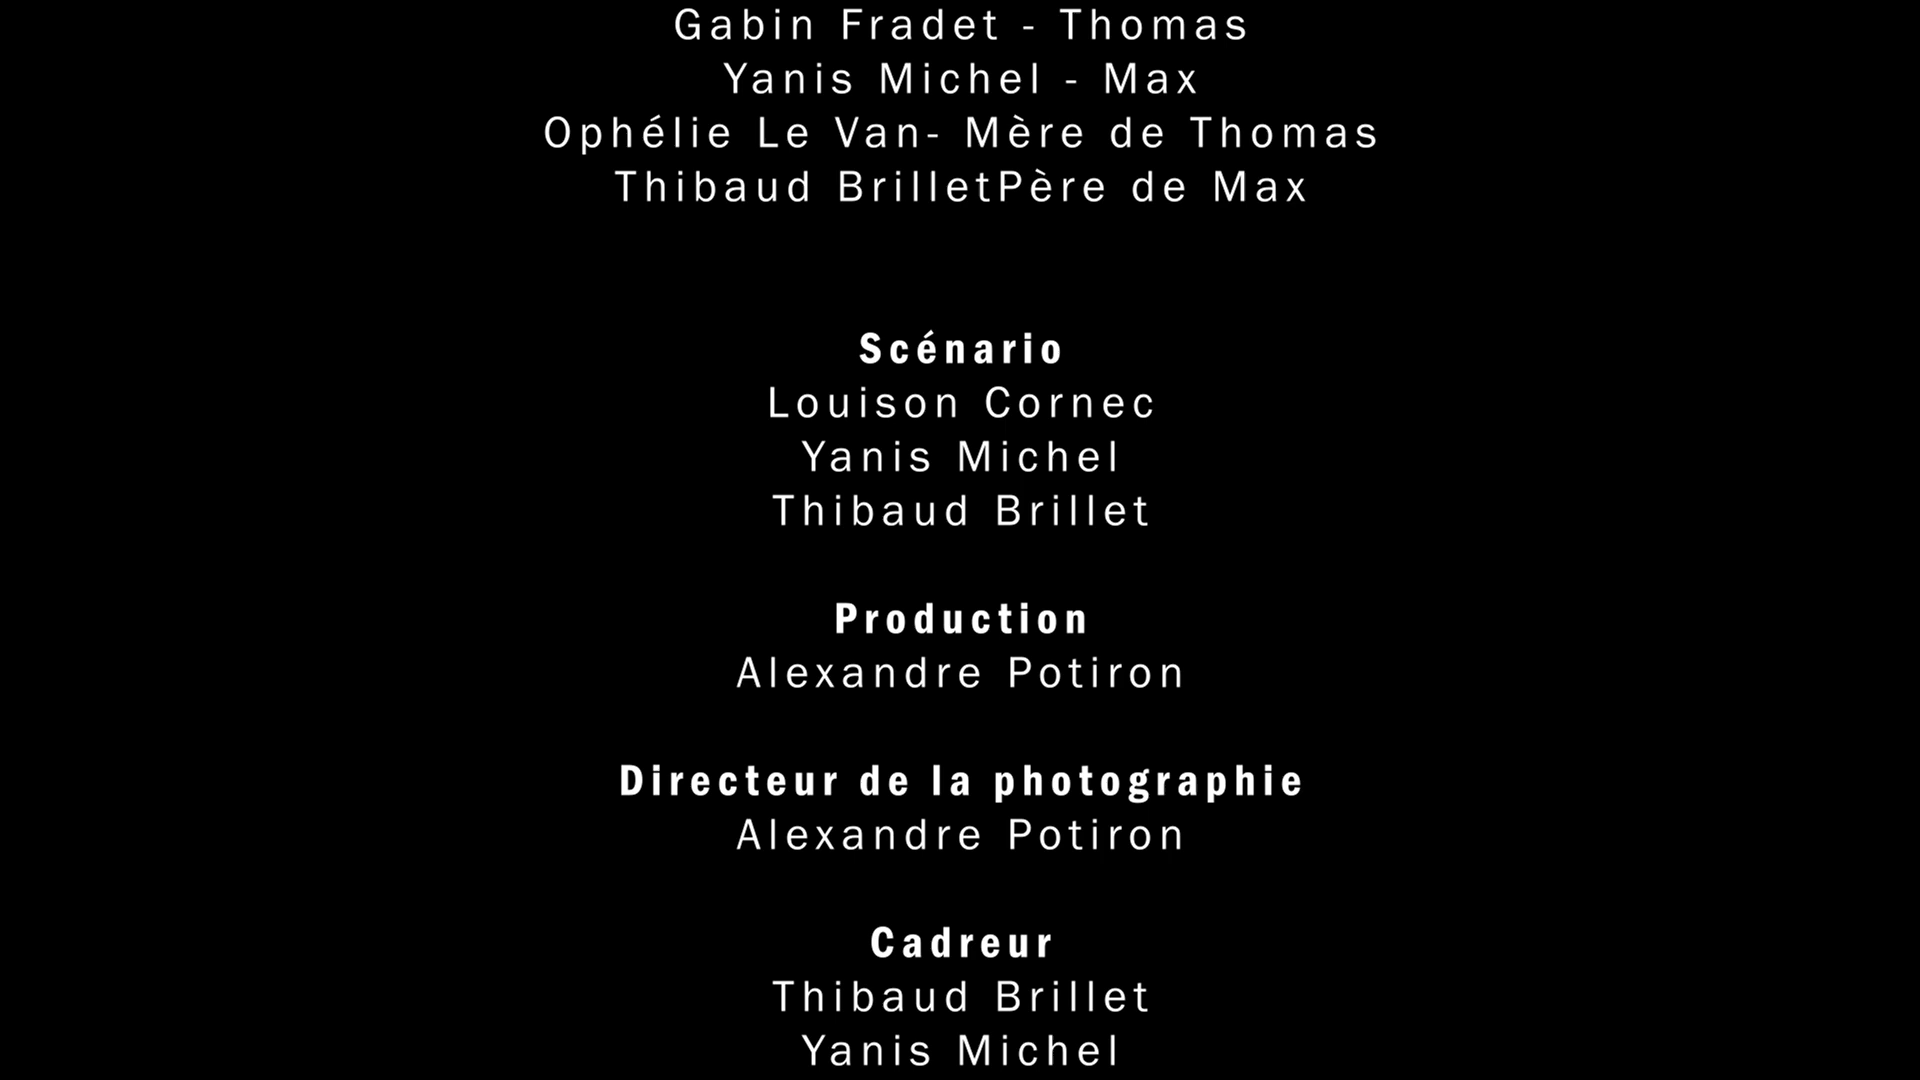 Gabin Fradet - Thomas
Yanis Michel - Max
Ophélie Le Van- Mère de Thomas
Thibaud BrilletPère de Max
Scénario
Louison Cornec
Yanis Michel
Thibaud Brillet
Production
Alexandre Potiron
Directeur de la photographie
Alexandre Potiron
Cadreur
Thibaud Brillet
Yanis Michel